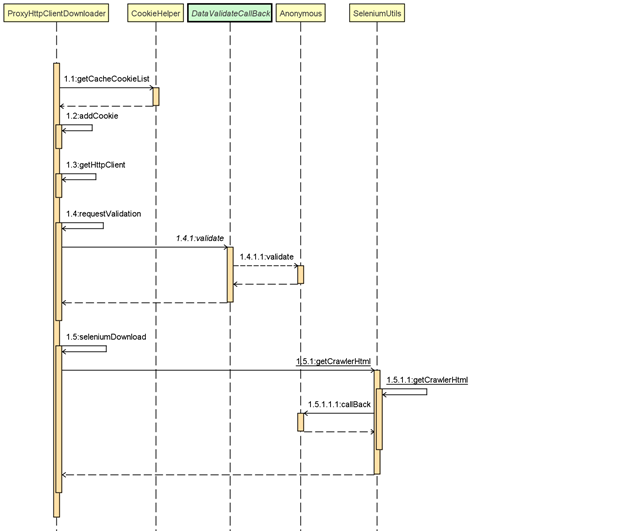 ProxyHttpClientDownloader CookieHelper DataValidateCallBack Anonymous SeleniumUtils
1.1:getCacheCookieList
1.2:addCookie
1.3:getHttpClient
1.4:requestValidation
1.4.1:validate
1.4.1.1:validate
1.5:seleniumDownload
1.5.1:getCrawlerHtml
1.5.1.1:getCrawlerHtml
1.5.1.1.1:callBack